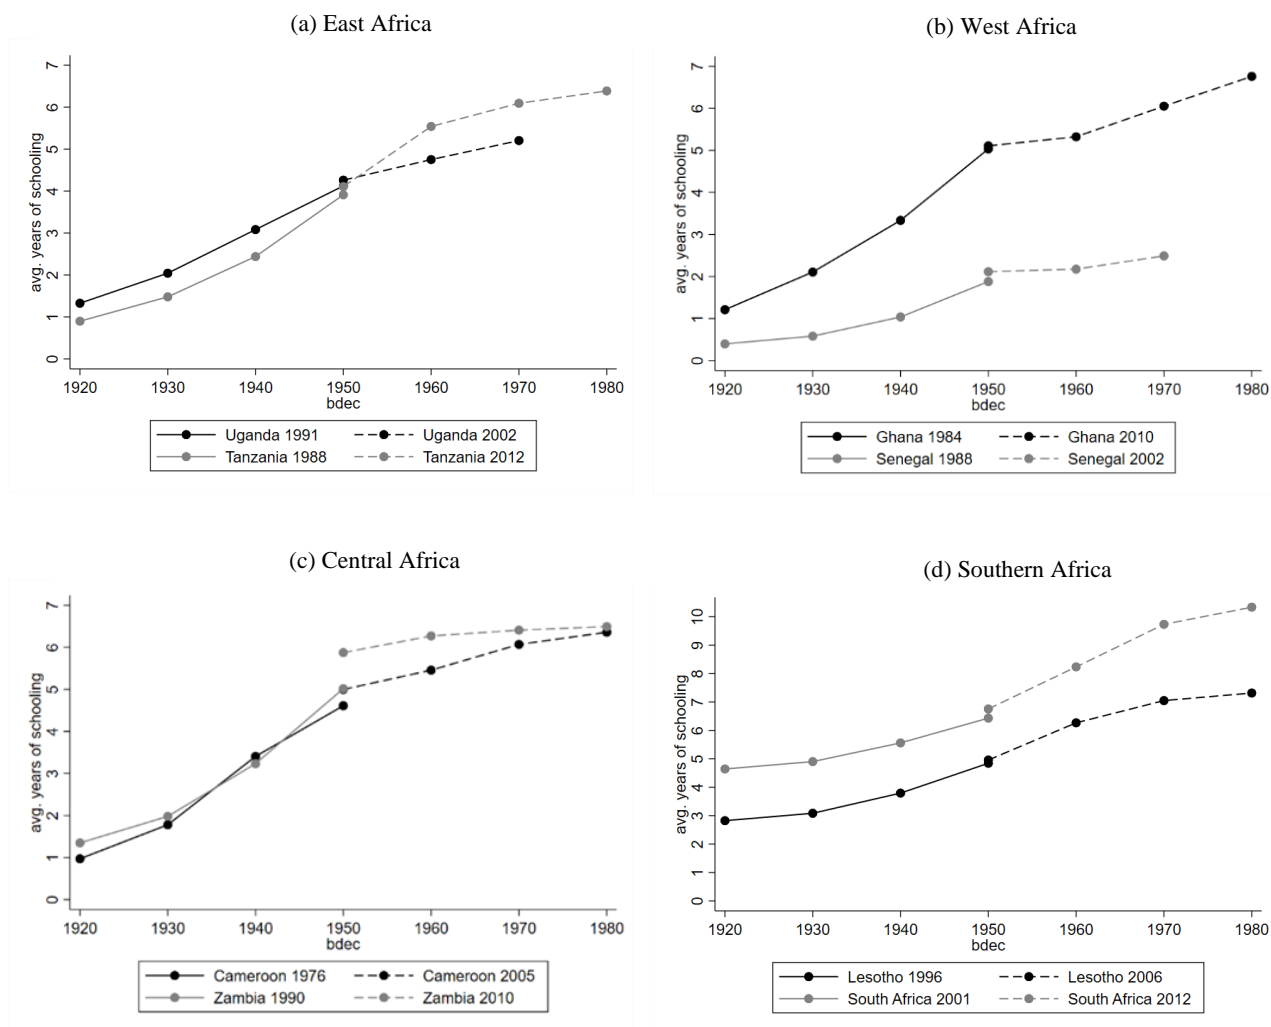 (a) East Africa
avg. years of schooling
7
6
5
4
3
2
1
0
1920 1930 1940 1950 1960 1970 1980
bdec
Uganda 1991 Uganda 2002
Tanzania 1988 Tanzania 2012
(b) West Africa
avg. years of schooling
7
6
5
4
3
2
1
0
1920 1930 1940 1950 1960 1970 1980
bdec
Ghana 1984 Ghana 2010
Senegal 1988 Senegal 2002
(c) Central Africa
avg. years of schooling
7
6
5
4
3
2
1
0
1920 1930 1940 1950 1960 1970 1980
bdec
Cameroon 1976 Cameroon 2005
Zambia 1990 Zambia 2010
(d) Southern Africa
avg. years of schooling
10
9
8
7
6
5
4
3
2
1
0
1920 1930 1940 1950 1960 1970 1980
bdec
Lesotho 1996 Lesotho 2006
South Africa 2001 South Africa 2012